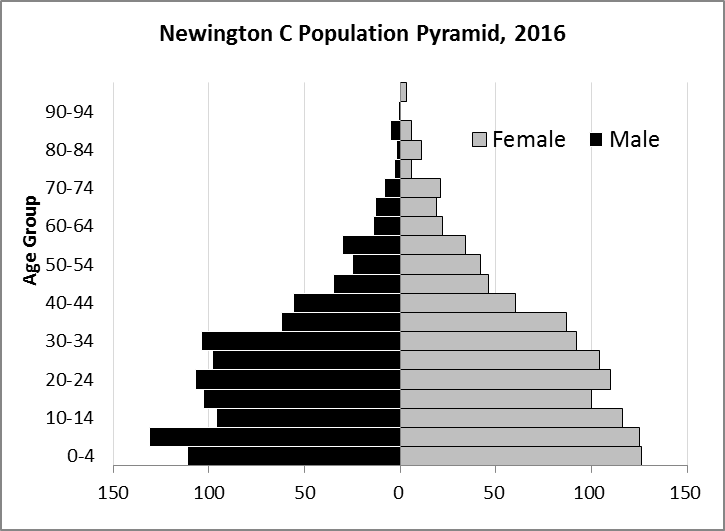 Newington C Population Pyramid, 2016
Age Group
90-94
80-84
70-74
60-64
50-54
40-44
30-34
20-24
10-14
0-4
Female Male
150 100 50 0 50 100 150